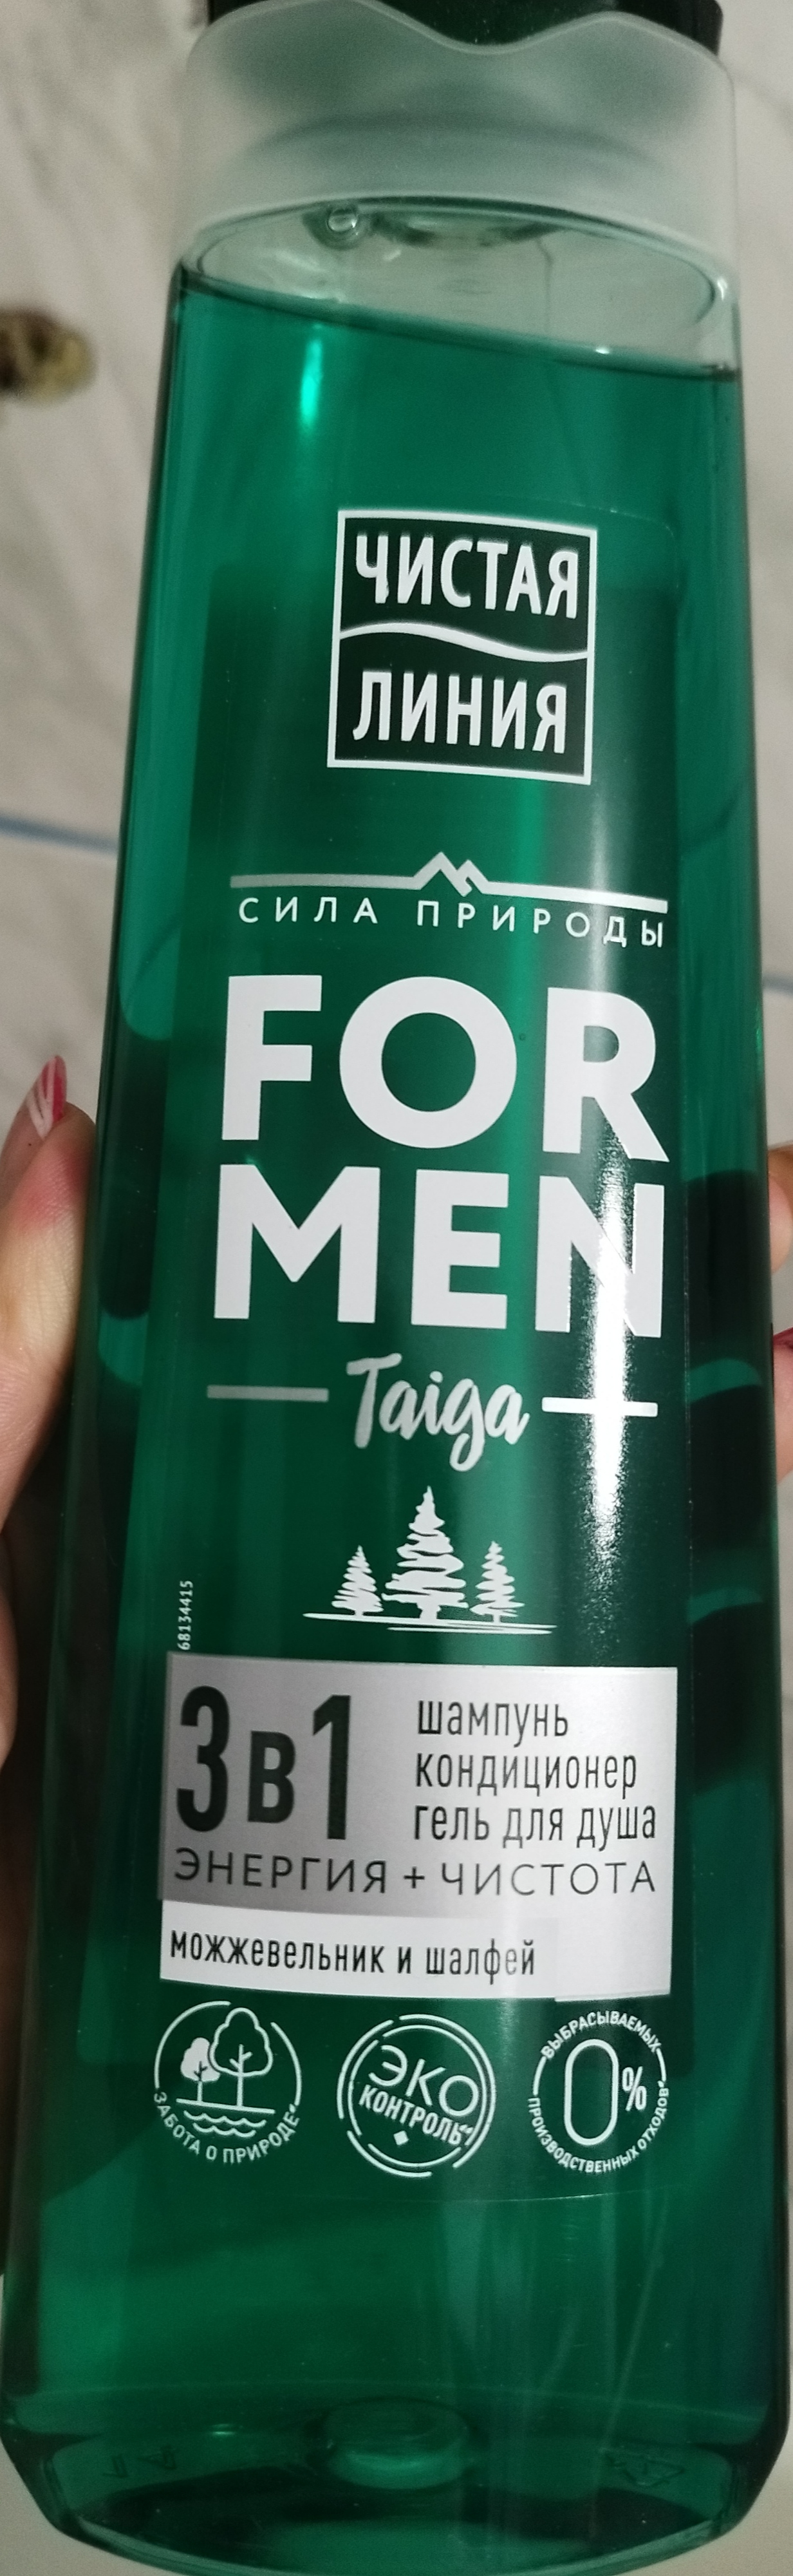 ЧИСТАЯ
ЛИНИЯ
СИЛА ПРИРОДЫ
FOR
MEN
Taiga
68134415
3в1
шампунь
кондиционер
гель для душа
ЭНЕРГИЯ + ЧИСТОТА
можжевельник и шалфей
ЗАБОТА О ПРИРОДЕ
ЭКО
КОНТРОЛЬ
0%
ВЫБРАСЫВАЕМЫХ
ПРОИЗВОДСТВЕННЫХ ОТХОДОВ